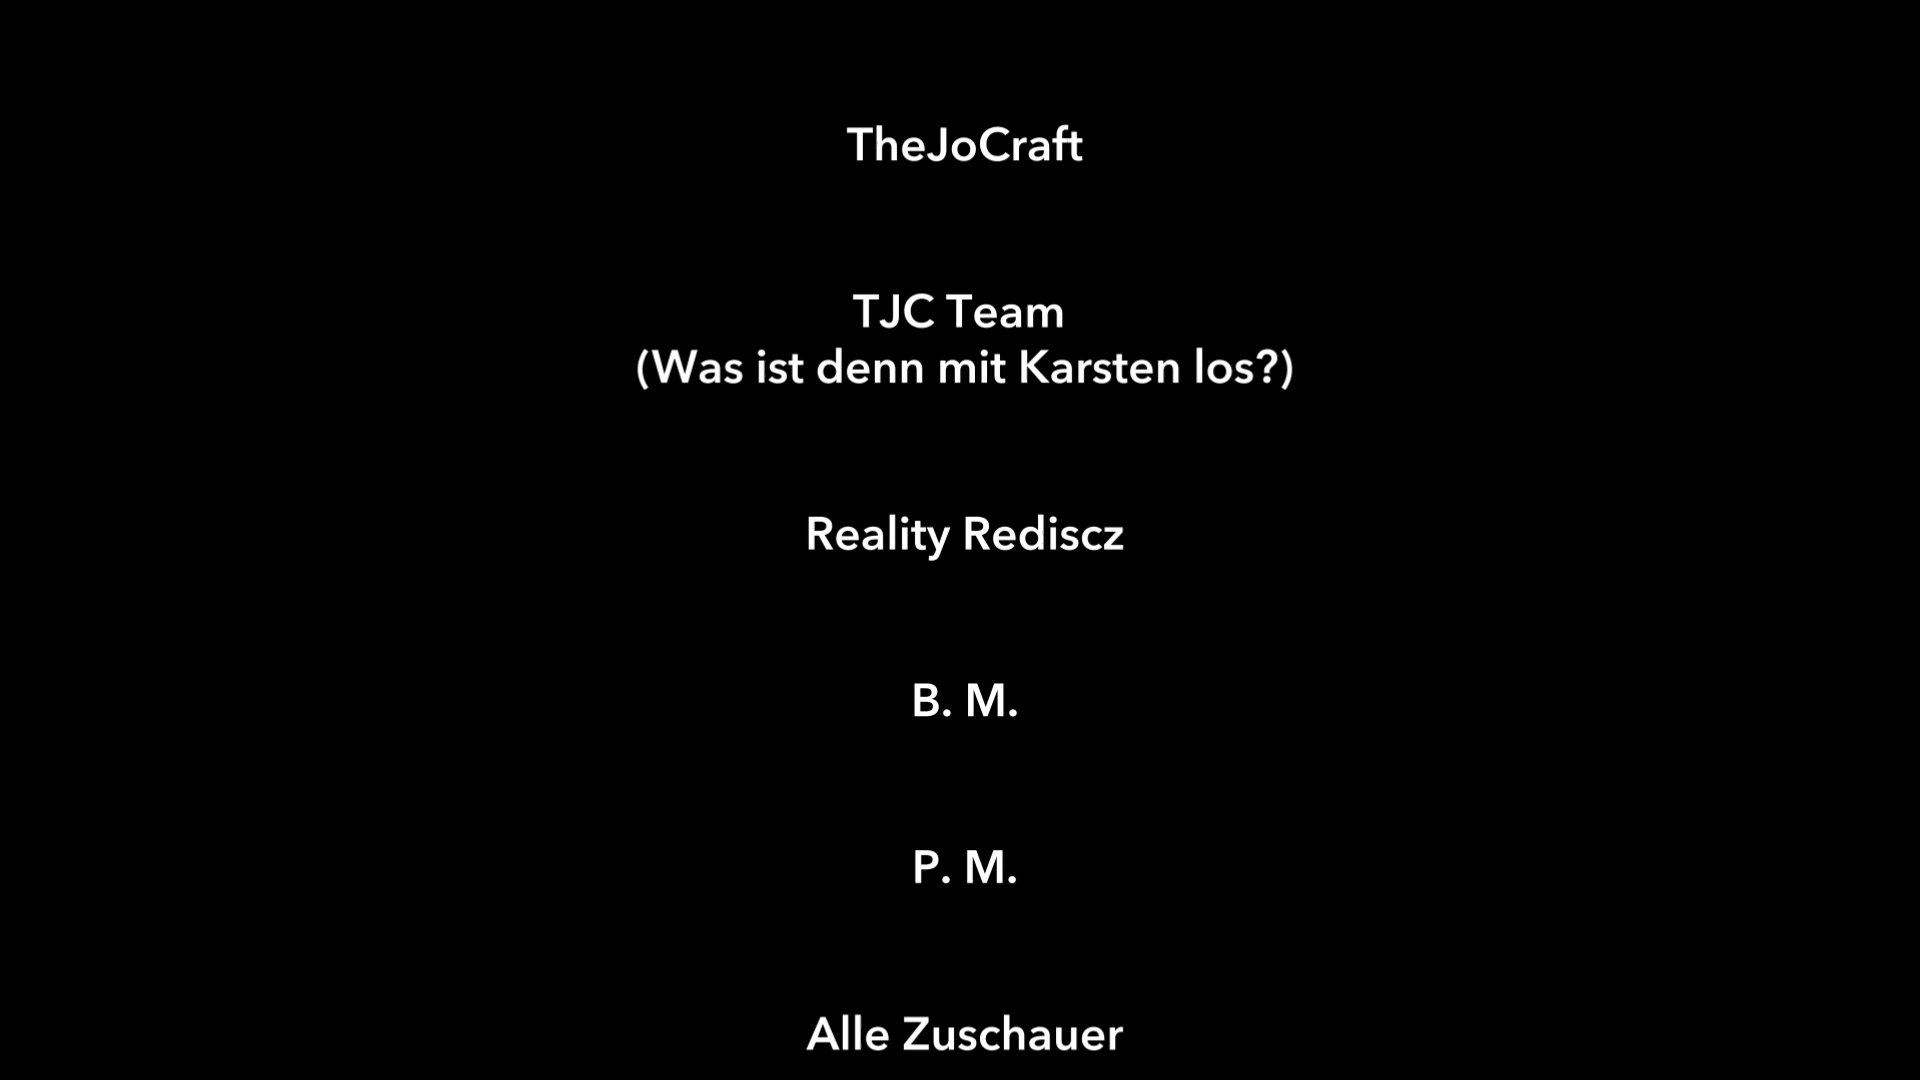 TheJoCraft
TJC Team
(Was ist denn mit Karsten los?)
Reality Rediscz
B. M.
P. M.
Alle Zuschauer